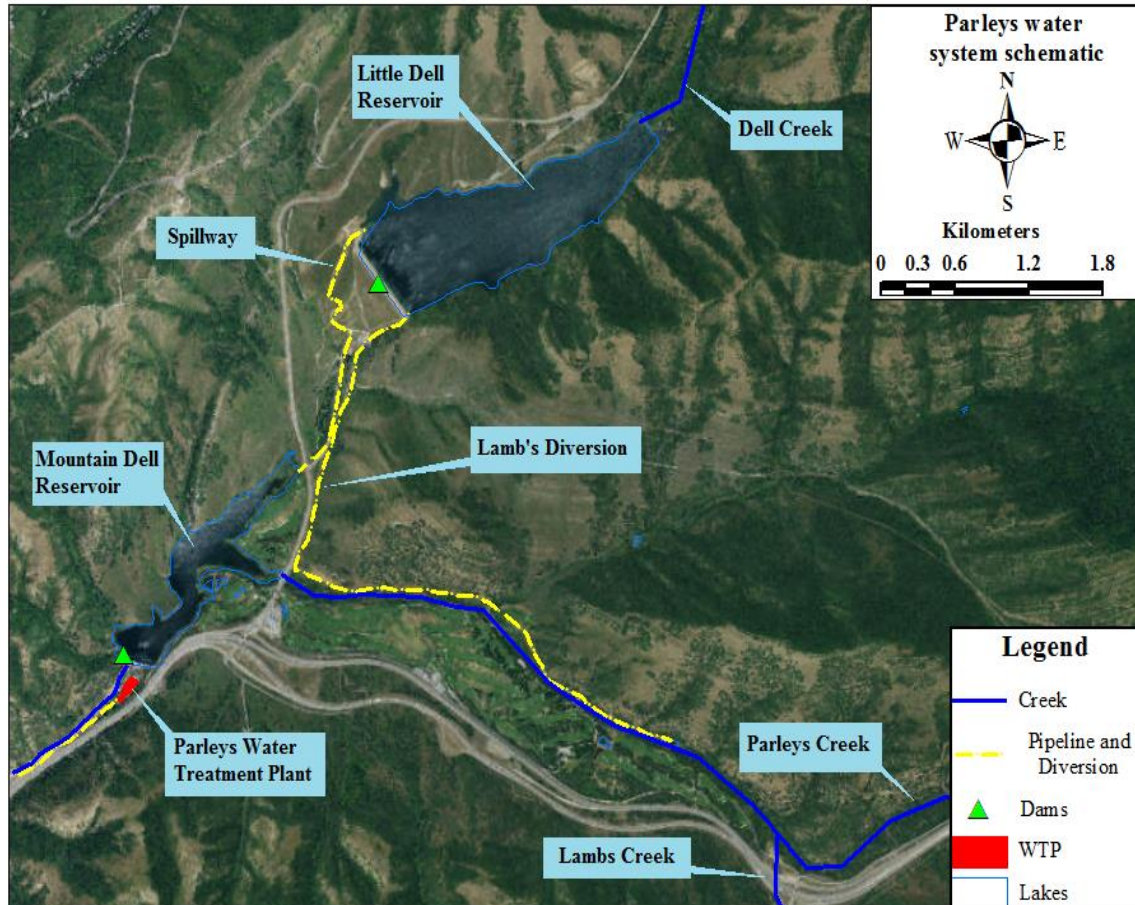 Parleys water
system schematic
N
W E
S
Kilometers
0 0.3 0.6 1.2 1.8
Little Dell
Reservoir
Dell Creek
Spillway
Mountain Dell
Reservoir
Lamb's Diversion
Parleys Water
Treatment Plant
Parleys Creek
Lambs Creek
Legend
Creek
Pipeline and
Diversion
Dams
WTP
Lakes